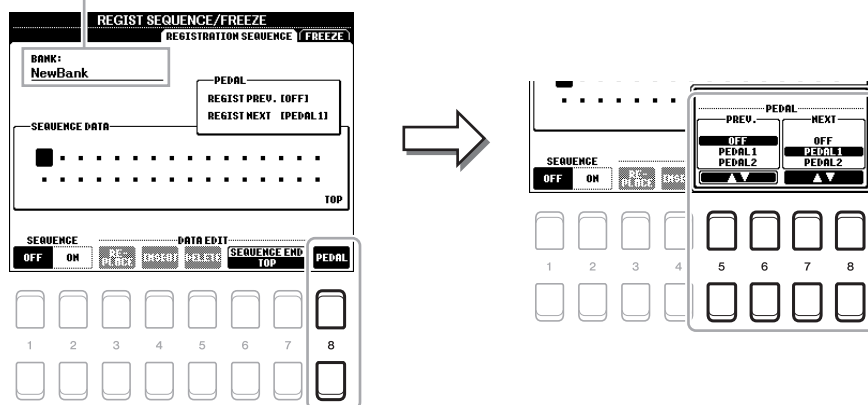 REGIST SEQUENCE/FREEZE
REGISTRATION SEQUENCE FREEZE
BANK:
NewBank
PEDAL
REGIST PREV. [OFF]
REGIST NEXT [PEDAL1]
SEQUENCE DATA
TOP
SEQUENCE DATA EDIT
OFF ON RE-PLACE INSERT DELETE SEQUENCE END TOP PEDAL
1 2 3 4 5 6 7 8
PEDAL
PREV. NEXT
OFF OFF
PEDAL1 PEDAL1
PEDAL2 PEDAL2
SEQUENCE
OFF ON RE-PLACE
1 2 3 4 5 6 7 8